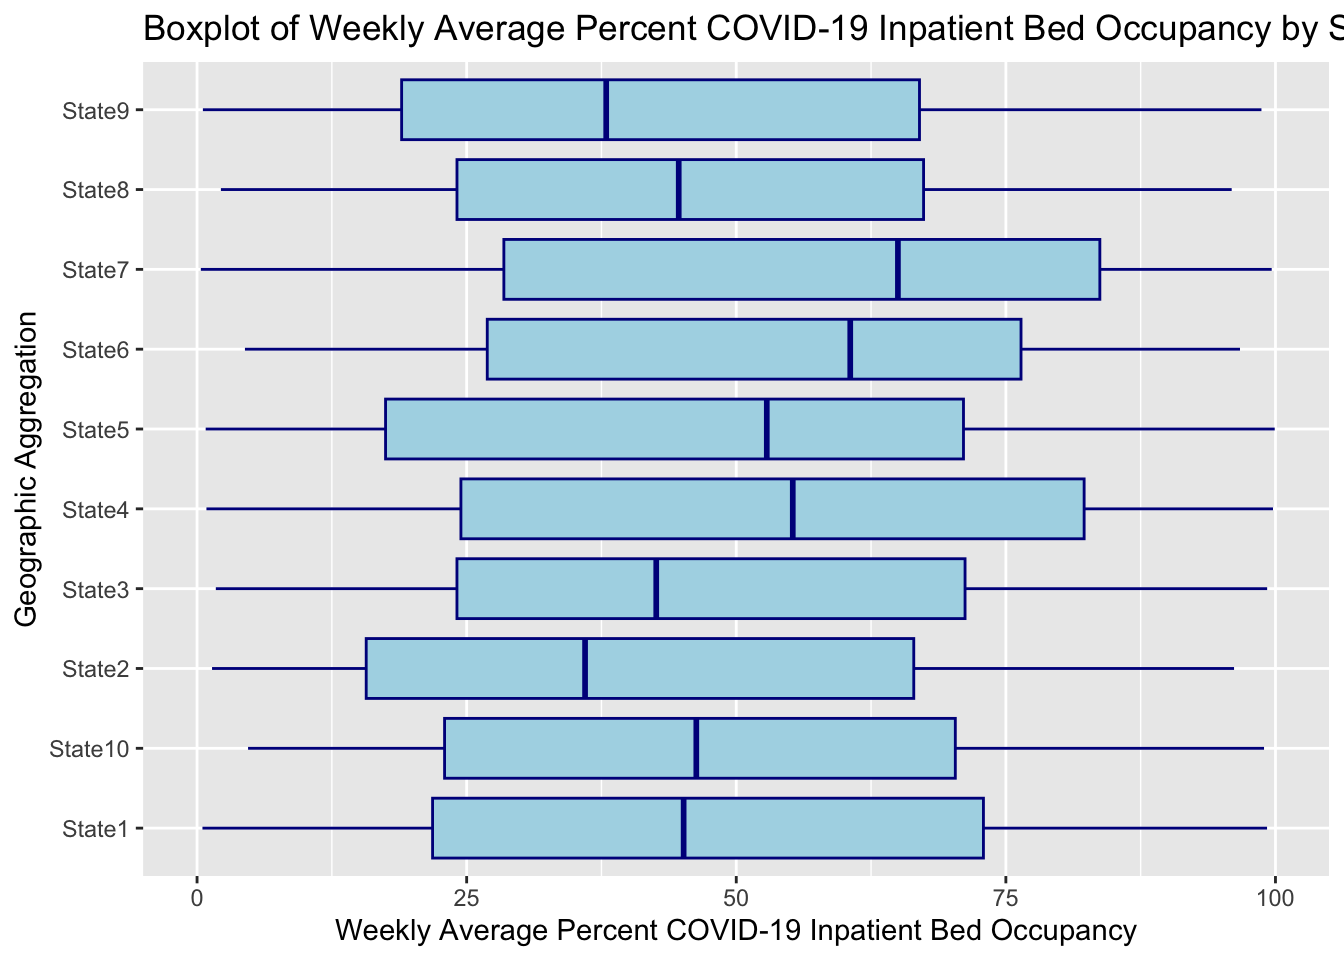 Boxplot of Weekly Average Percent COVID-19 Inpatient Bed Occupancy by
State9
State8
State7
State6
State5
State4
State3
State2
State10
State1
Geographic Aggregation
0 25 50 75 100
Weekly Average Percent COVID-19 Inpatient Bed Occupancy